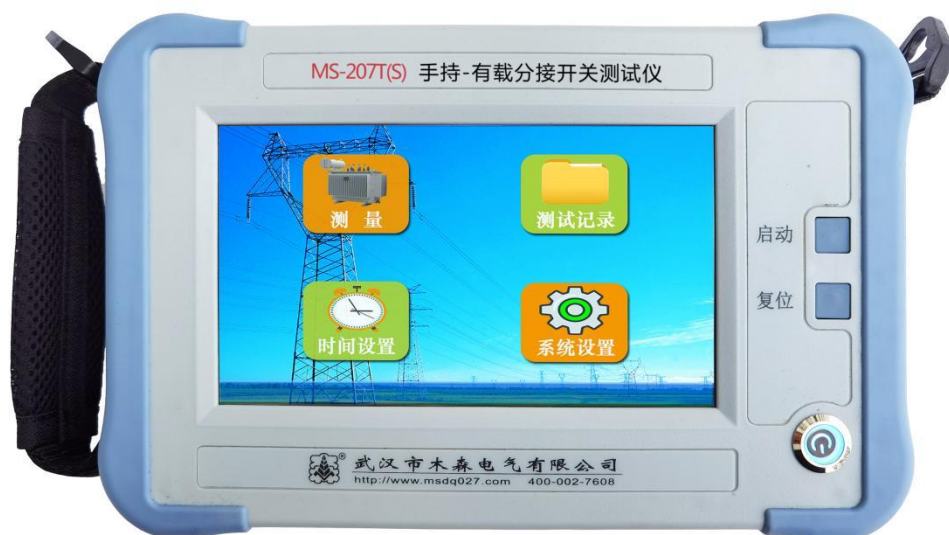 MS-207T(S) 手持-有载分接开关测试仪
测 量
测试记录
时间设置
系统设置
启动
复位
武汉市木森电气有限公司
http://www.msdq027.com 400-002-7608